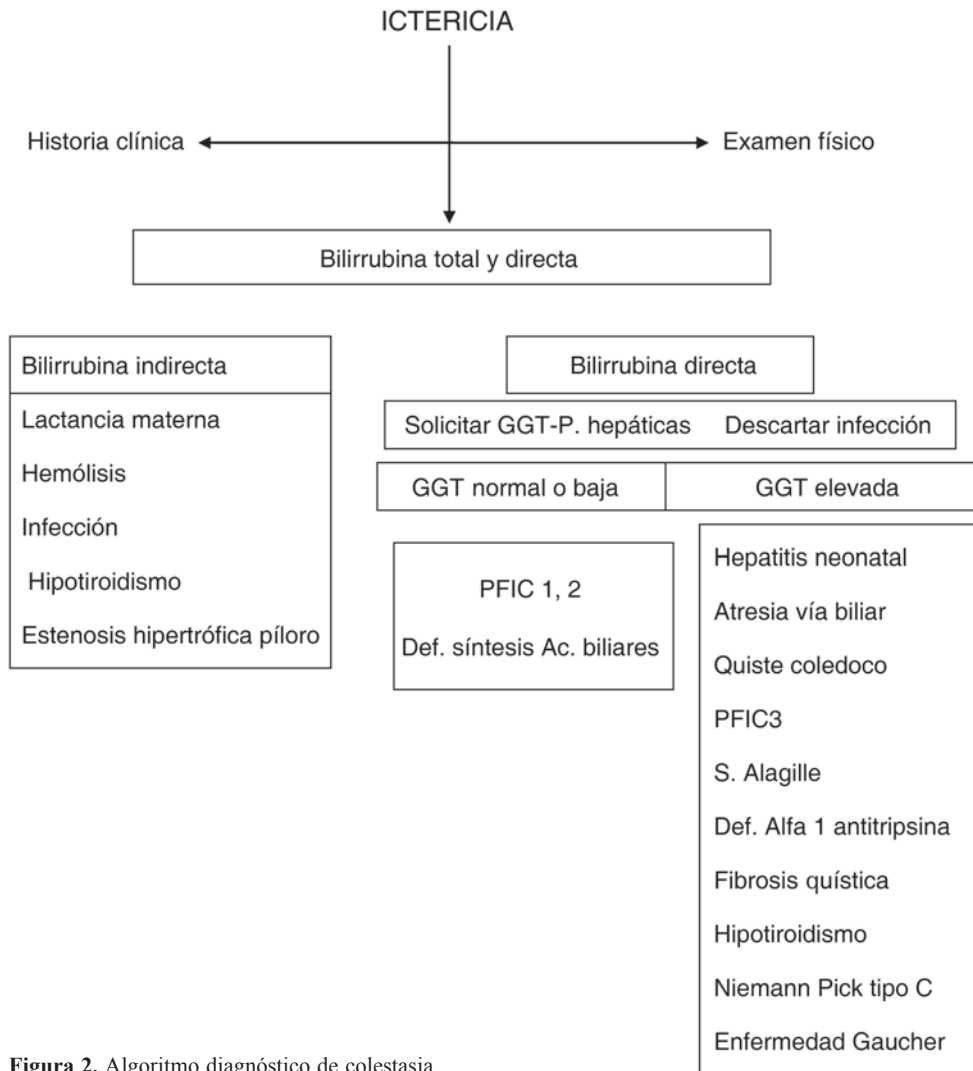 ICTERICIA
Historia clínica
Examen físico
Bilirrubina total y directa
Bilirrubina indirecta
Lactancia materna
Hemólisis
Infección
Hipotiroidismo
Estenosis hipertrófica píloro
Bilirrubina directa
Solicitar GGT-P. hepáticas Descartar infección
GGT normal o baja
GGT elevada
PFIC 1, 2
Def. síntesis Ac. biliares
Hepatitis neonatal
Atresia vía biliar
Quiste coledoco
PFIC3
S. Alagille
Def. Alfa 1 antitripsina
Fibrosis quística
Hipotiroidismo
Niemann Pick tipo C
Enfermedad Gaucher
Figura 2. Algoritmo diagnóstico de colestasia